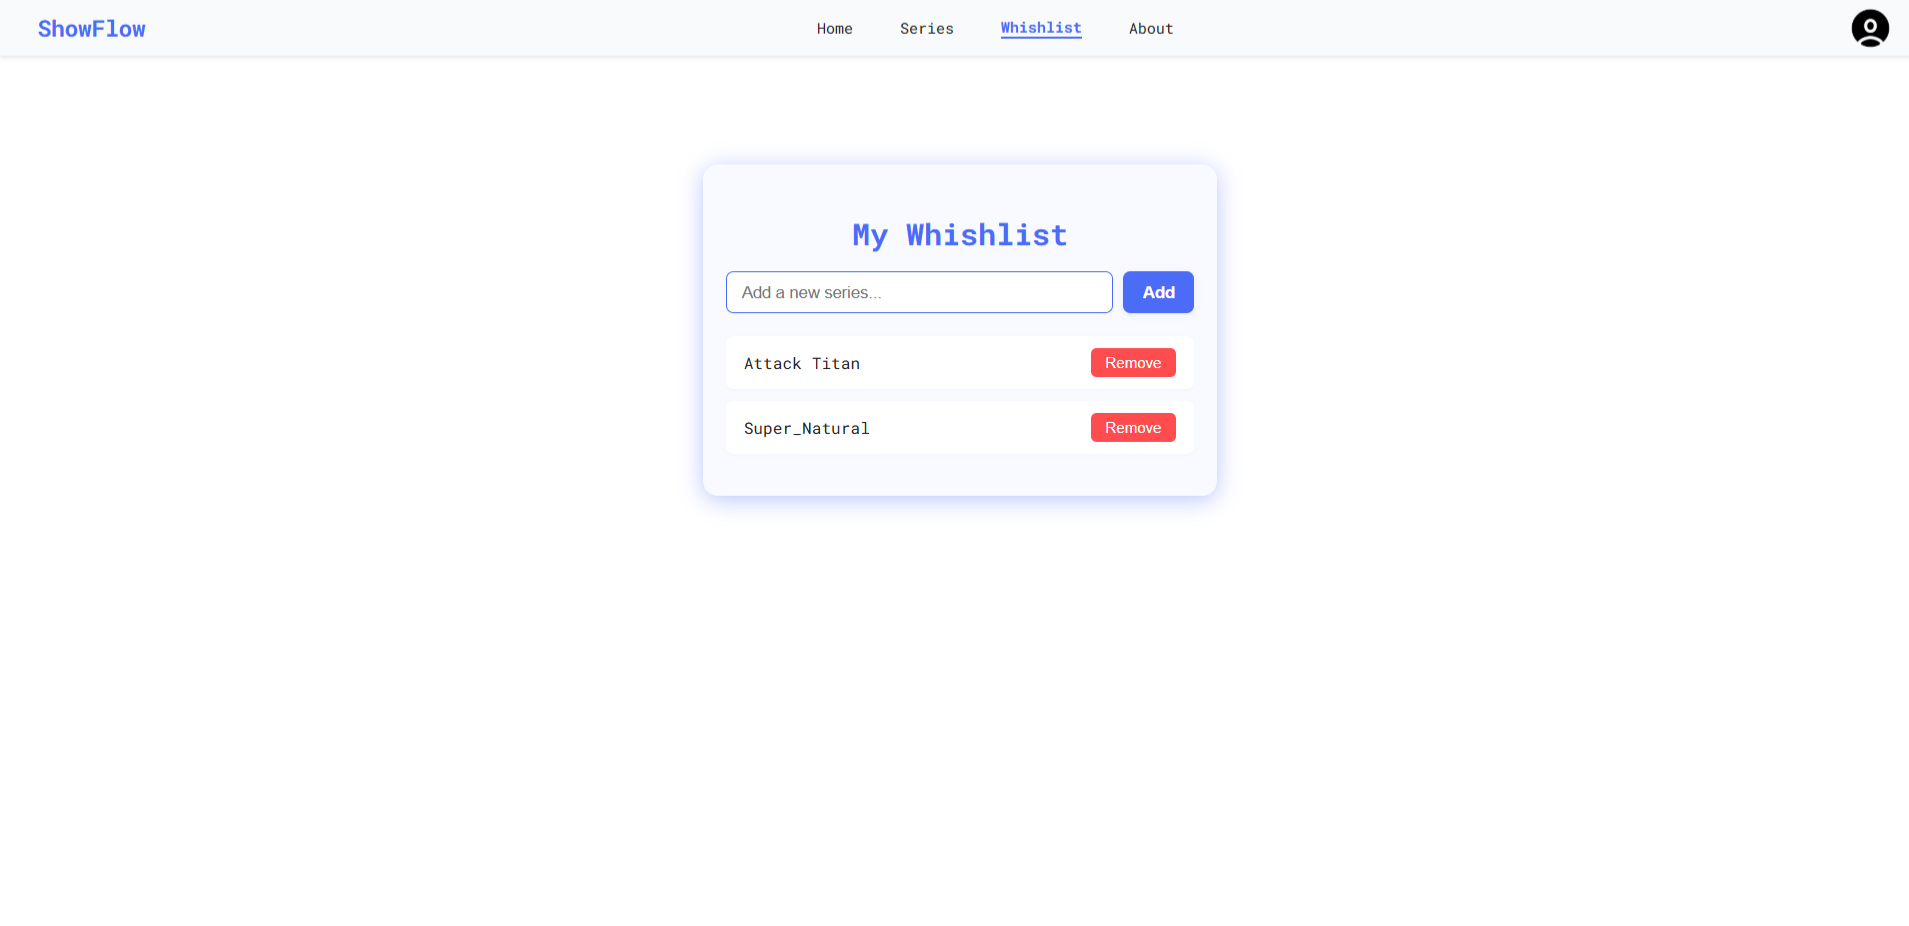 ShowFlow
Home Series Whishlist About
My Whishlist
Add a new series... Add
Attack Titan Remove
Super_Natural Remove